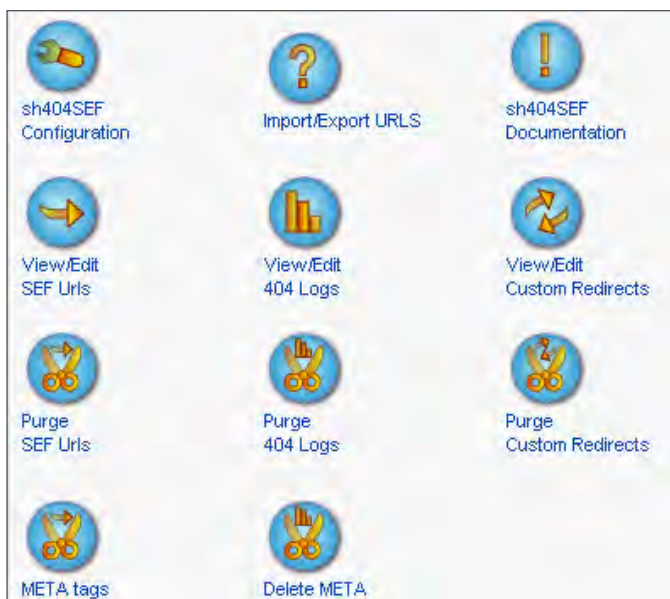 sh404SEF
Configuration
Import/Export URLS
sh404SEF
Documentation
View/Edit
SEF Urls
View/Edit
404 Logs
View/Edit
Custom Redirects
Purge
SEF Urls
Purge
404 Logs
Purge
Custom Redirects
META tags
Delete META